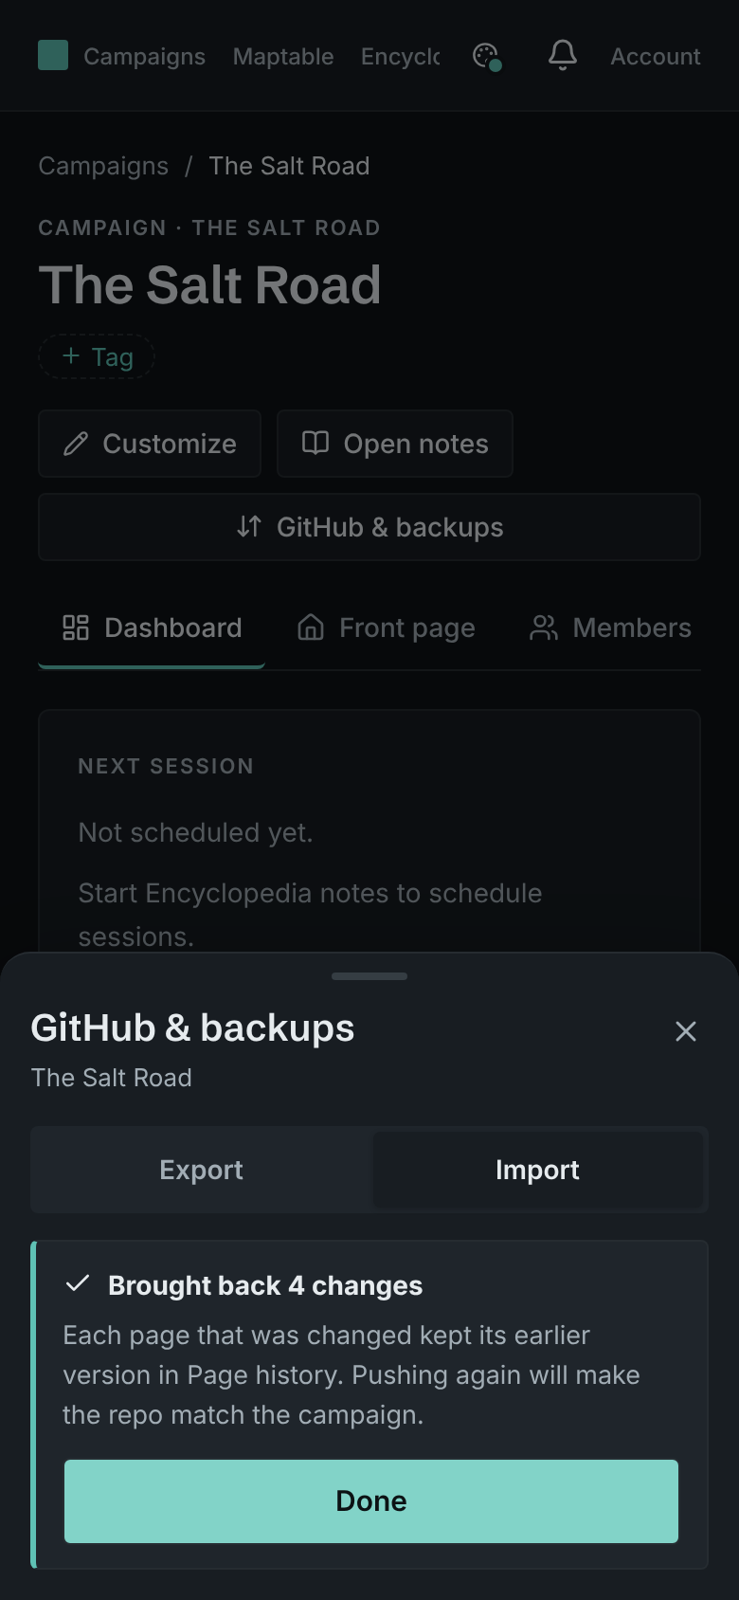 Campaigns Maptable Encycl Account
Campaigns / The Salt Road
CAMPAIGN · THE SALT ROAD
The Salt Road
+ Tag
Customize Open notes
GitHub & backups
Dashboard Front page Members
NEXT SESSION
Not scheduled yet.
Start Encyclopedia notes to schedule
sessions.
GitHub & backups
The Salt Road
Export Import
Brought back 4 changes
Each page that was changed kept its earlier
version in Page history. Pushing again will make
the repo match the campaign.
Done